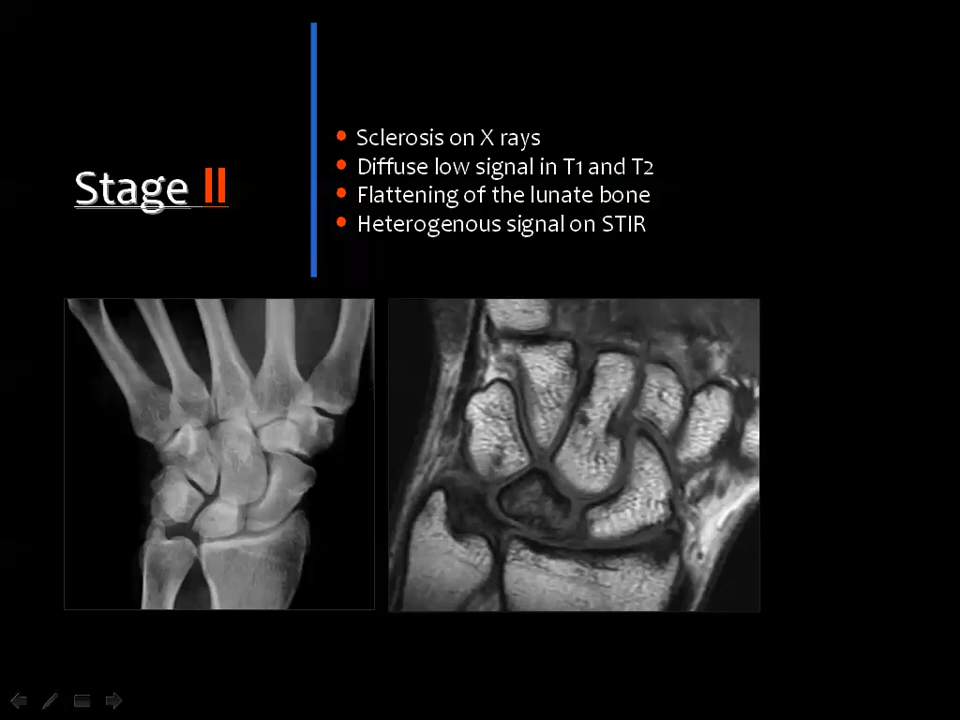 Stage II
Sclerosis on X rays
Diffuse low signal in T1 and T2
Flattening of the lunate bone
Heterogenous signal on STIR